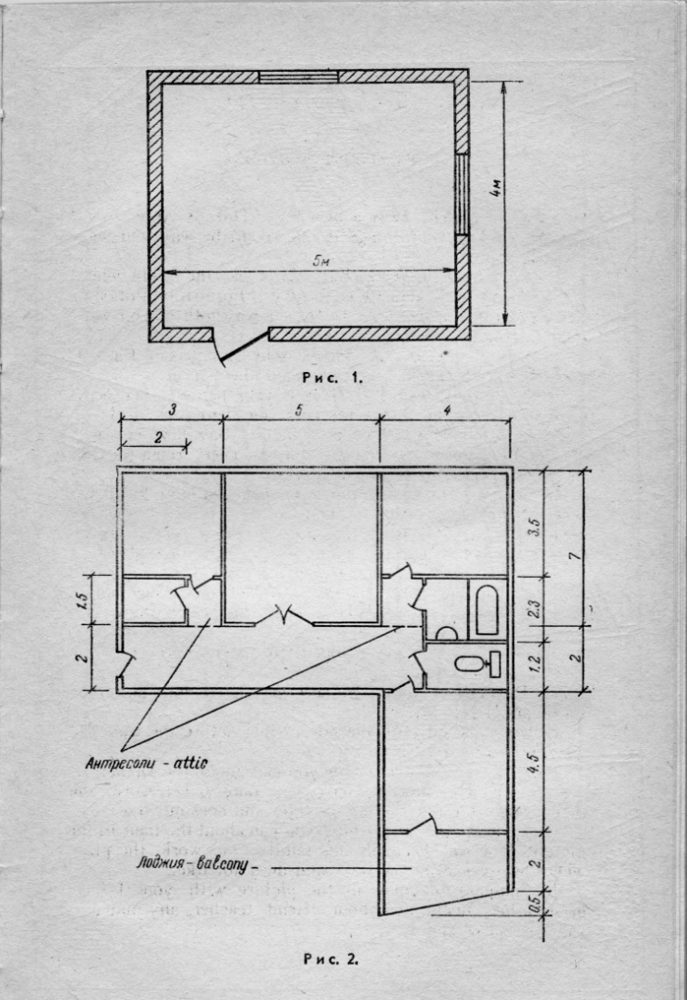 4м
5м
Рис. 1.
3 5 4
2
3.5
7
1.5
2.3
2
1.2
2
4.5
Антресоли - attic
Лоджия - balcony
2
0.5
Рис. 2.